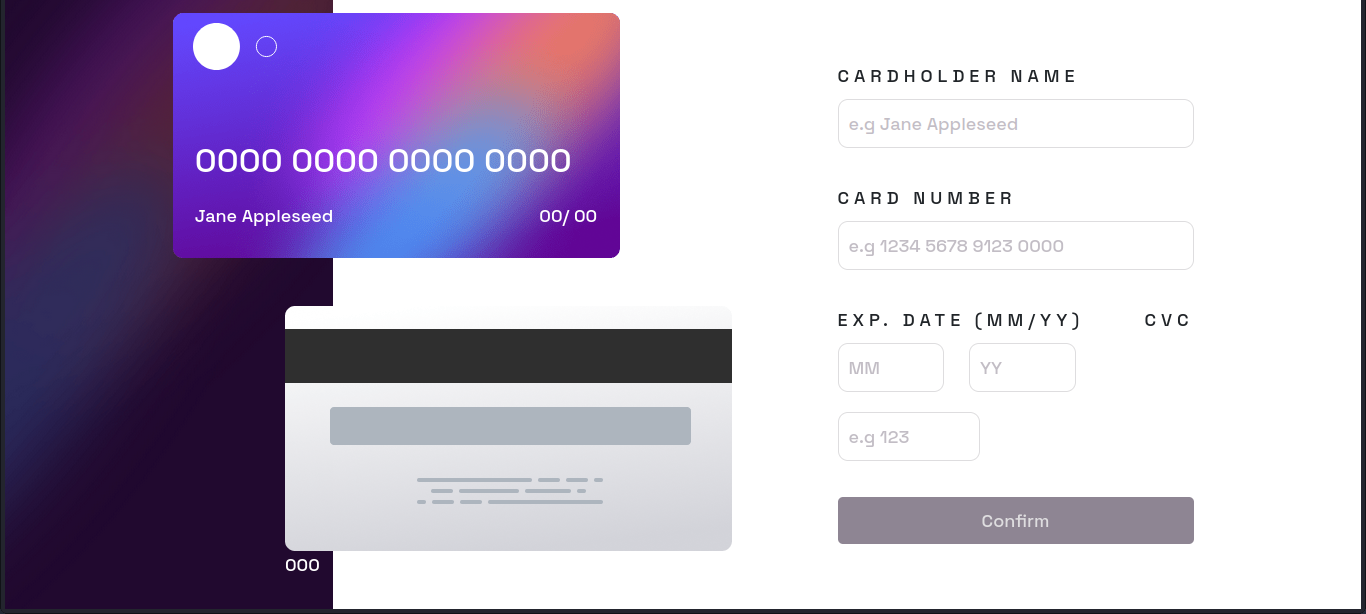 0000 0000 0000 0000
Jane Appleseed 00/ 00
000
CARDHOLDER NAME
e.g Jane Appleseed
CARD NUMBER
e.g 1234 5678 9123 0000
EXP. DATE (MM/YY) CVC
MM YY
e.g 123
Confirm